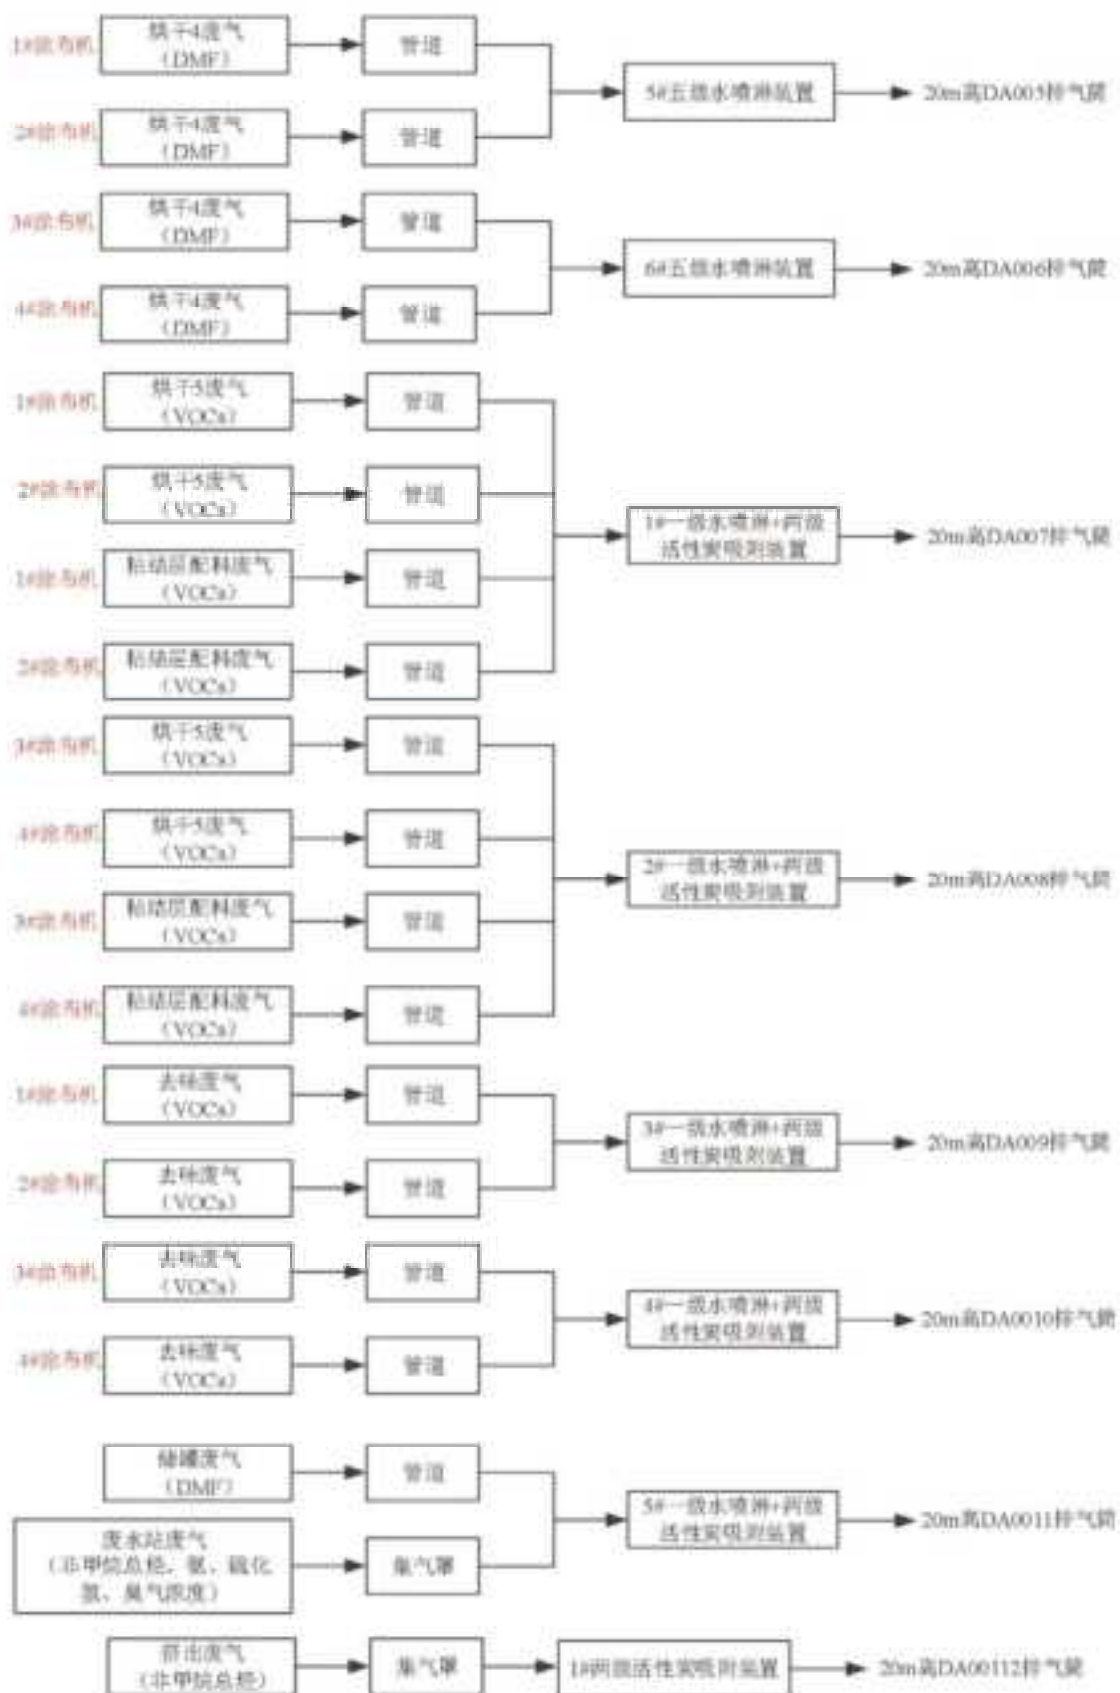 1#涂布机
烘干4废气
(DMF)
管道
2#涂布机
烘干4废气
(DMF)
管道
5#五级水喷淋装置
20m高DA005排气筒
3#涂布机
烘干4废气
(DMF)
管道
4#涂布机
烘干4废气
(DMF)
管道
6#五级水喷淋装置
20m高DA006排气筒
1#涂布机
烘干5废气
(VOCs)
管道
2#涂布机
烘干5废气
(VOCs)
管道
1#涂布机
粘结层配料废气
(VOCs)
管道
2#涂布机
粘结层配料废气
(VOCs)
管道
1#一级水喷淋+两级
活性炭吸附装置
20m高DA007排气筒
3#涂布机
烘干5废气
(VOCs)
管道
4#涂布机
烘干5废气
(VOCs)
管道
3#涂布机
粘结层配料废气
(VOCs)
管道
4#涂布机
粘结层配料废气
(VOCs)
管道
2#一级水喷淋+两级
活性炭吸附装置
20m高DA008排气筒
1#涂布机
去味废气
(VOCs)
管道
2#涂布机
去味废气
(VOCs)
管道
3#一级水喷淋+两级
活性炭吸附装置
20m高DA009排气筒
3#涂布机
去味废气
(VOCs)
管道
4#涂布机
去味废气
(VOCs)
管道
4#一级水喷淋+两级
活性炭吸附装置
20m高DA0010排气筒
储罐废气
(DMF)
管道
废水站废气
(非甲烷总烃、氨、硫化
氢、臭气浓度)
集气罩
5#一级水喷淋+两级
活性炭吸附装置
20m高DA0011排气筒
挤出废气
(非甲烷总烃)
集气罩
1#两级活性炭吸附装置
20m高DA00112排气筒